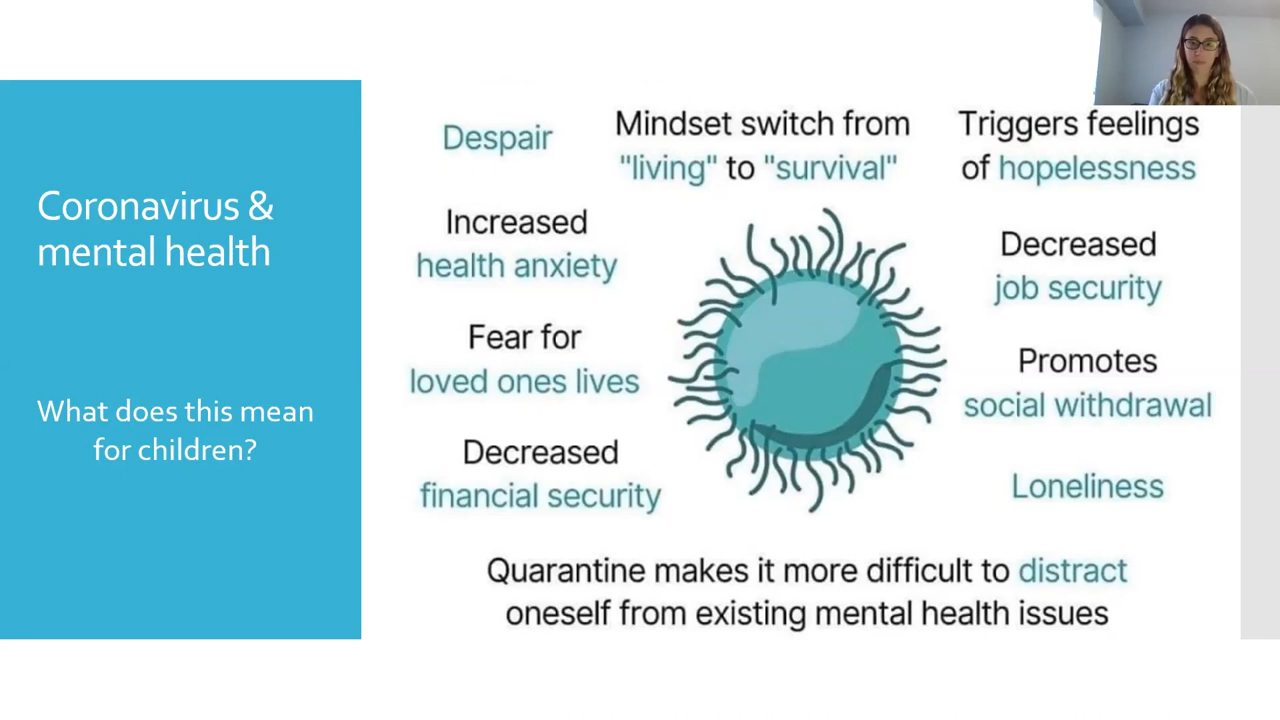 Coronavirus &
mental health
What does this mean
for children?
Despair
Mindset switch from
"living" to "survival"
Triggers feelings
of hopelessness
Increased
health anxiety
Decreased
job security
Fear for
loved ones lives
Promotes
social withdrawal
Decreased
financial security
Loneliness
Quarantine makes it more difficult to distract
oneself from existing mental health issues